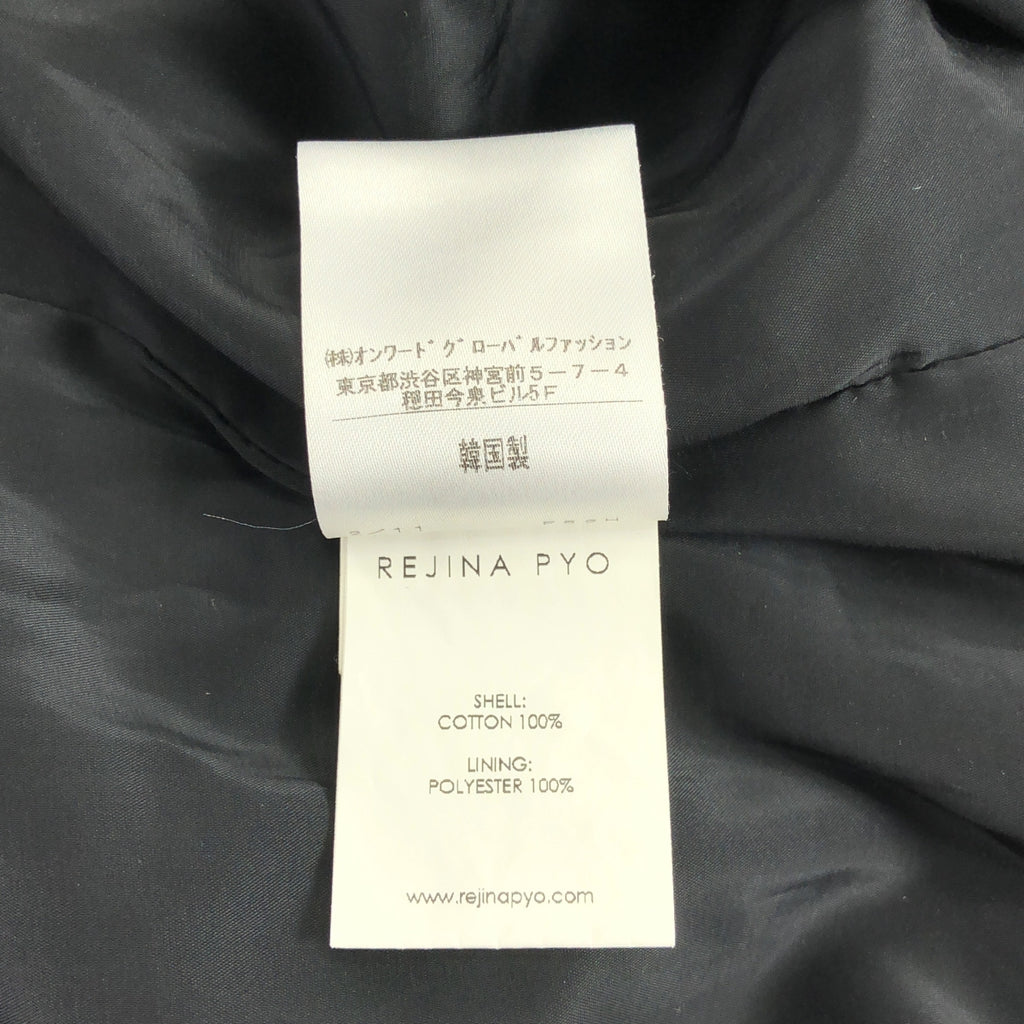 ㈱オンワードグローバルファッション
東京都渋谷区神宮前5-7-4
穏田今泉ビル5F
韓国製
REJINA PYO
SHELL:
COTTON 100%
LINING:
POLYESTER 100%
www.rejinapyo.com